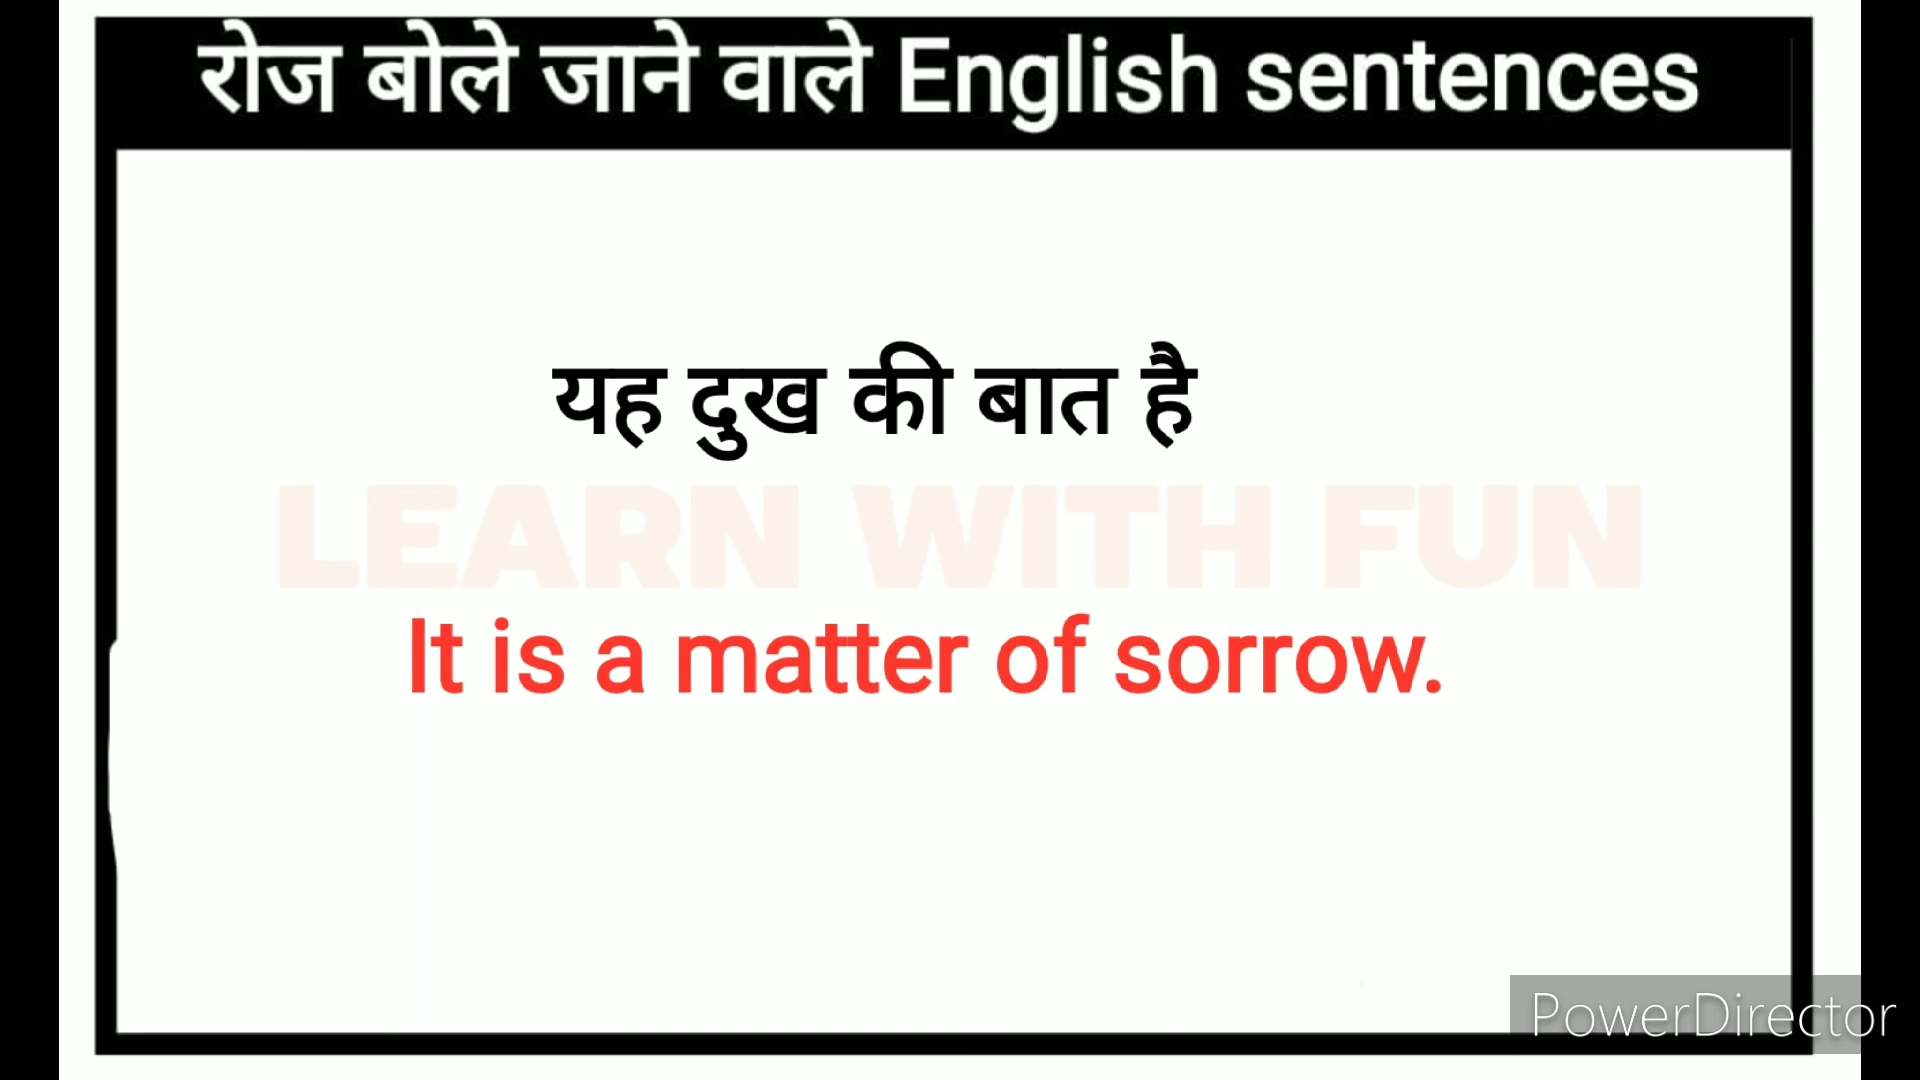 रोज बोले जाने वाले English sentences
यह दुख की बात है
LEARN WITH FUN
It is a matter of sorrow.
PowerDirector